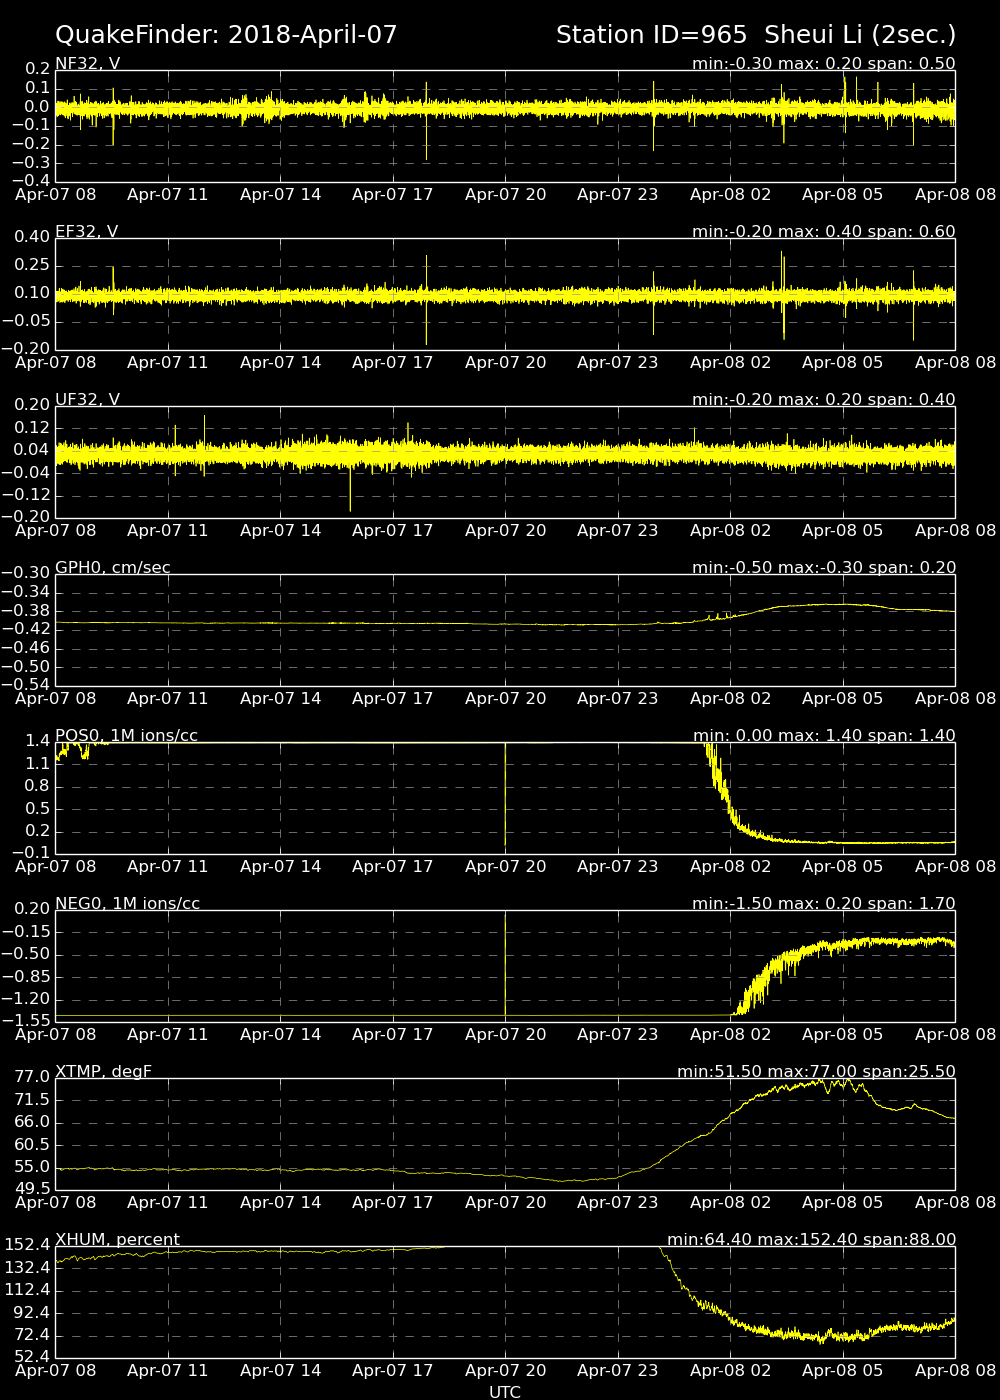 QuakeFinder: 2018-April-07 Station ID=965 Sheui Li (2sec.)
NF32, V min:-0.30 max: 0.20 span: 0.50
0.2
0.1
0.0
−0.1
−0.2
−0.3
−0.4
Apr-07 08 Apr-07 11 Apr-07 14 Apr-07 17 Apr-07 20 Apr-07 23 Apr-08 02 Apr-08 05 Apr-08 08
EF32, V min:-0.20 max: 0.40 span: 0.60
0.40
0.25
0.10
−0.05
−0.20
Apr-07 08 Apr-07 11 Apr-07 14 Apr-07 17 Apr-07 20 Apr-07 23 Apr-08 02 Apr-08 05 Apr-08 08
UF32, V min:-0.20 max: 0.20 span: 0.40
0.20
0.12
0.04
−0.04
−0.12
−0.20
Apr-07 08 Apr-07 11 Apr-07 14 Apr-07 17 Apr-07 20 Apr-07 23 Apr-08 02 Apr-08 05 Apr-08 08
GPH0, cm/sec min:-0.50 max:-0.30 span: 0.20
−0.30
−0.34
−0.38
−0.42
−0.46
−0.50
−0.54
Apr-07 08 Apr-07 11 Apr-07 14 Apr-07 17 Apr-07 20 Apr-07 23 Apr-08 02 Apr-08 05 Apr-08 08
POS0, 1M ions/cc min: 0.00 max: 1.40 span: 1.40
1.4
1.1
0.8
0.5
0.2
−0.1
Apr-07 08 Apr-07 11 Apr-07 14 Apr-07 17 Apr-07 20 Apr-07 23 Apr-08 02 Apr-08 05 Apr-08 08
NEG0, 1M ions/cc min:-1.50 max: 0.20 span: 1.70
0.20
−0.15
−0.50
−0.85
−1.20
−1.55
Apr-07 08 Apr-07 11 Apr-07 14 Apr-07 17 Apr-07 20 Apr-07 23 Apr-08 02 Apr-08 05 Apr-08 08
XTMP, degF min:51.50 max:77.00 span:25.50
77.0
71.5
66.0
60.5
55.0
49.5
Apr-07 08 Apr-07 11 Apr-07 14 Apr-07 17 Apr-07 20 Apr-07 23 Apr-08 02 Apr-08 05 Apr-08 08
XHUM, percent min:64.40 max:152.40 span:88.00
152.4
132.4
112.4
92.4
72.4
52.4
Apr-07 08 Apr-07 11 Apr-07 14 Apr-07 17 Apr-07 20 Apr-07 23 Apr-08 02 Apr-08 05 Apr-08 08
UTC